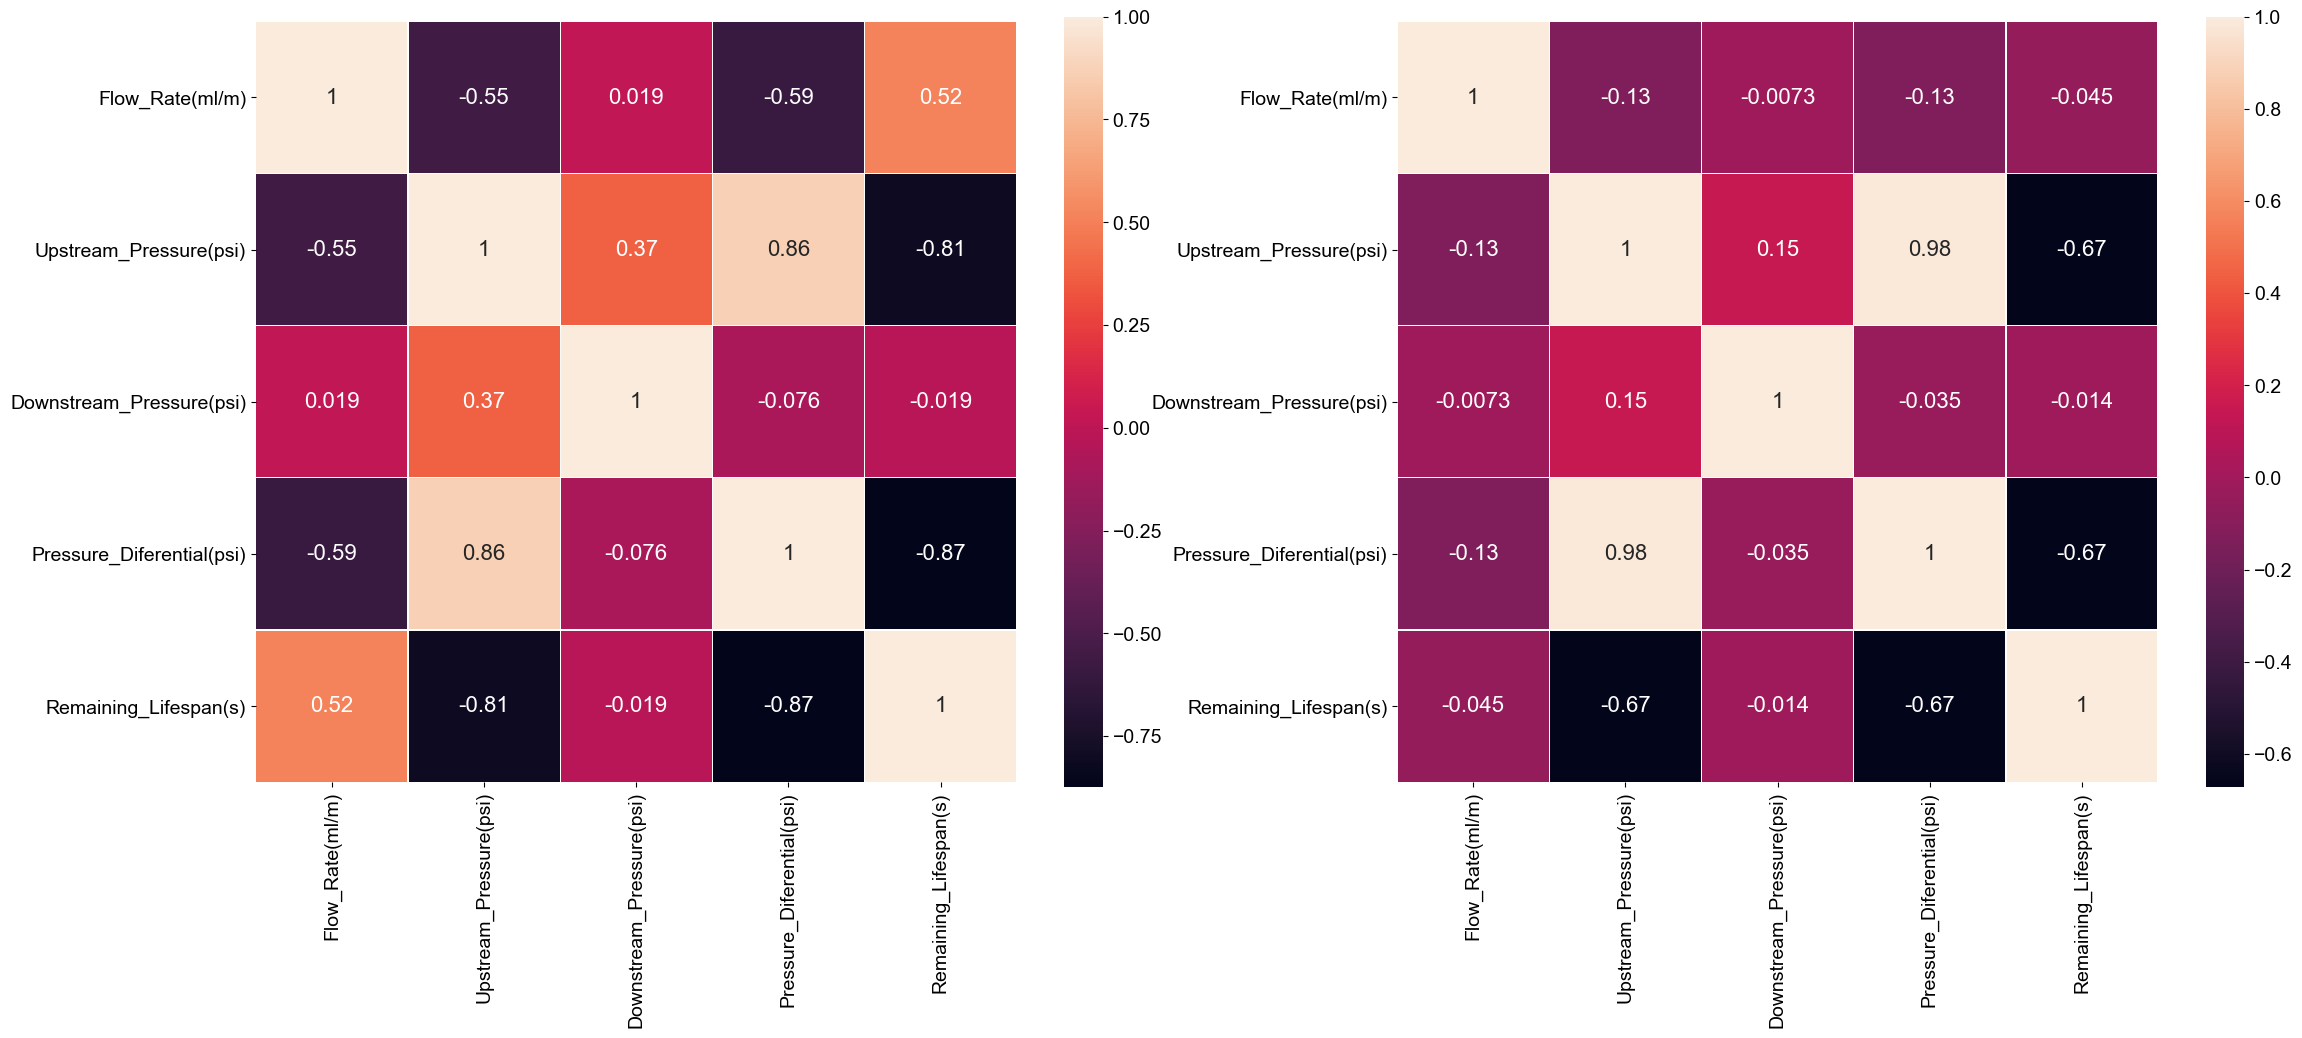 Flow_Rate(ml/m) 1 -0.55 0.019 -0.59 0.52
Upstream_Pressure(psi) -0.55 1 0.37 0.86 -0.81
Downstream_Pressure(psi) 0.019 0.37 1 -0.076 -0.019
Pressure_Diferential(psi) -0.59 0.86 -0.076 1 -0.87
Remaining_Lifespan(s) 0.52 -0.81 -0.019 -0.87 1
Flow_Rate(ml/m)
Upstream_Pressure(psi)
Downstream_Pressure(psi)
Pressure_Diferential(psi)
Remaining_Lifespan(s)
1.00
0.75
0.50
0.25
0.00
−0.25
−0.50
−0.75
Flow_Rate(ml/m) 1 -0.13 -0.0073 -0.13 -0.045
Upstream_Pressure(psi) -0.13 1 0.15 0.98 -0.67
Downstream_Pressure(psi) -0.0073 0.15 1 -0.035 -0.014
Pressure_Diferential(psi) -0.13 0.98 -0.035 1 -0.67
Remaining_Lifespan(s) -0.045 -0.67 -0.014 -0.67 1
Flow_Rate(ml/m)
Upstream_Pressure(psi)
Downstream_Pressure(psi)
Pressure_Diferential(psi)
Remaining_Lifespan(s)
1.0
0.8
0.6
0.4
0.2
0.0
−0.2
−0.4
−0.6